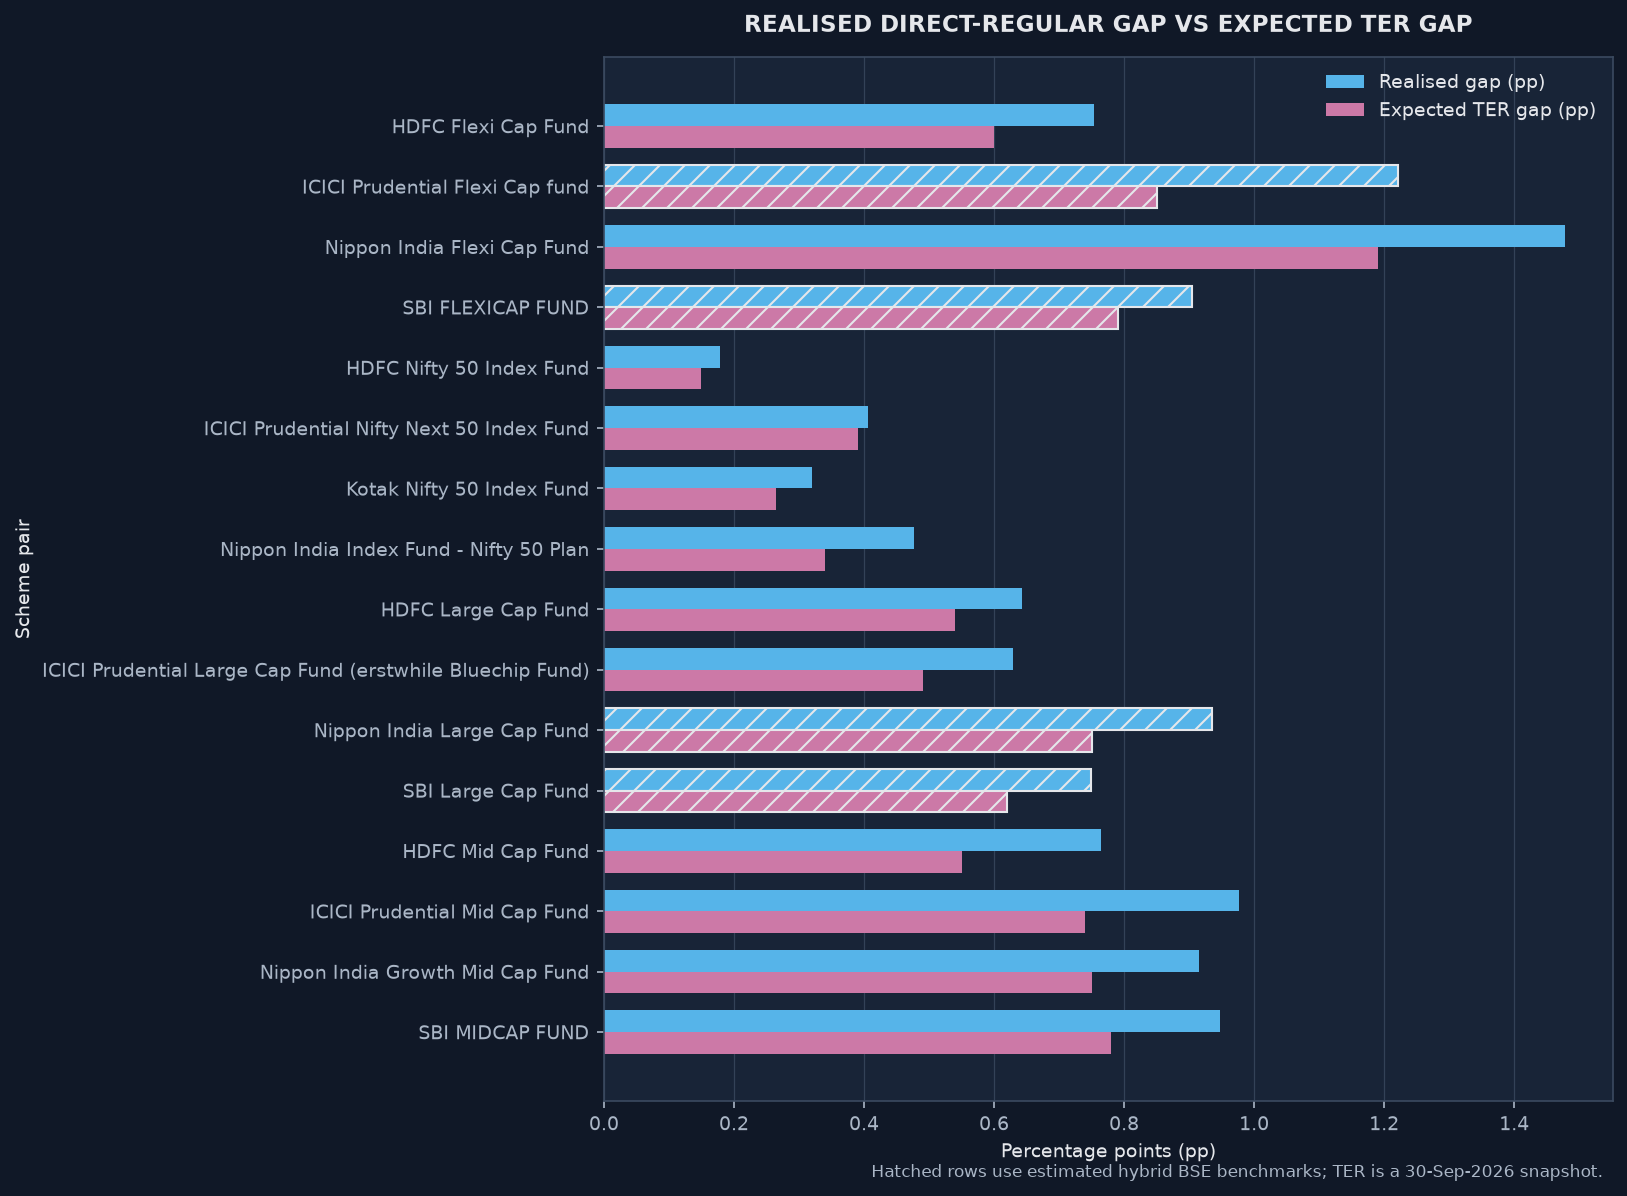 REALISED DIRECT-REGULAR GAP VS EXPECTED TER GAP
Realised gap (pp)
Expected TER gap (pp)
HDFC Flexi Cap Fund
ICICI Prudential Flexi Cap fund
Nippon India Flexi Cap Fund
SBI FLEXICAP FUND
HDFC Nifty 50 Index Fund
ICICI Prudential Nifty Next 50 Index Fund
Kotak Nifty 50 Index Fund
Nippon India Index Fund - Nifty 50 Plan
HDFC Large Cap Fund
ICICI Prudential Large Cap Fund (erstwhile Bluechip Fund)
Nippon India Large Cap Fund
SBI Large Cap Fund
HDFC Mid Cap Fund
ICICI Prudential Mid Cap Fund
Nippon India Growth Mid Cap Fund
SBI MIDCAP FUND
Scheme pair
0.0 0.2 0.4 0.6 0.8 1.0 1.2 1.4
Percentage points (pp)
Hatched rows use estimated hybrid BSE benchmarks; TER is a 30-Sep-2026 snapshot.